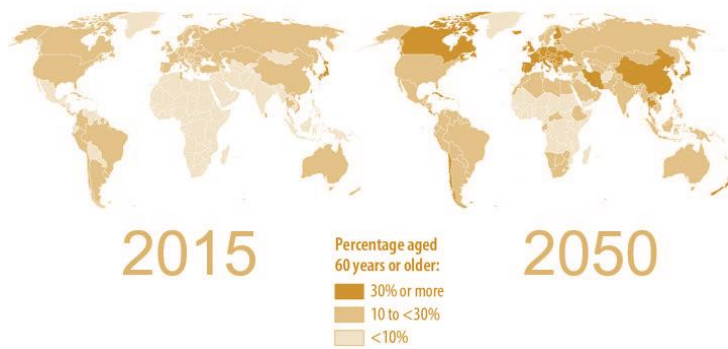 2015
Percentage aged
60 years or older:
30% or more
10 to <30%
<10%
2050